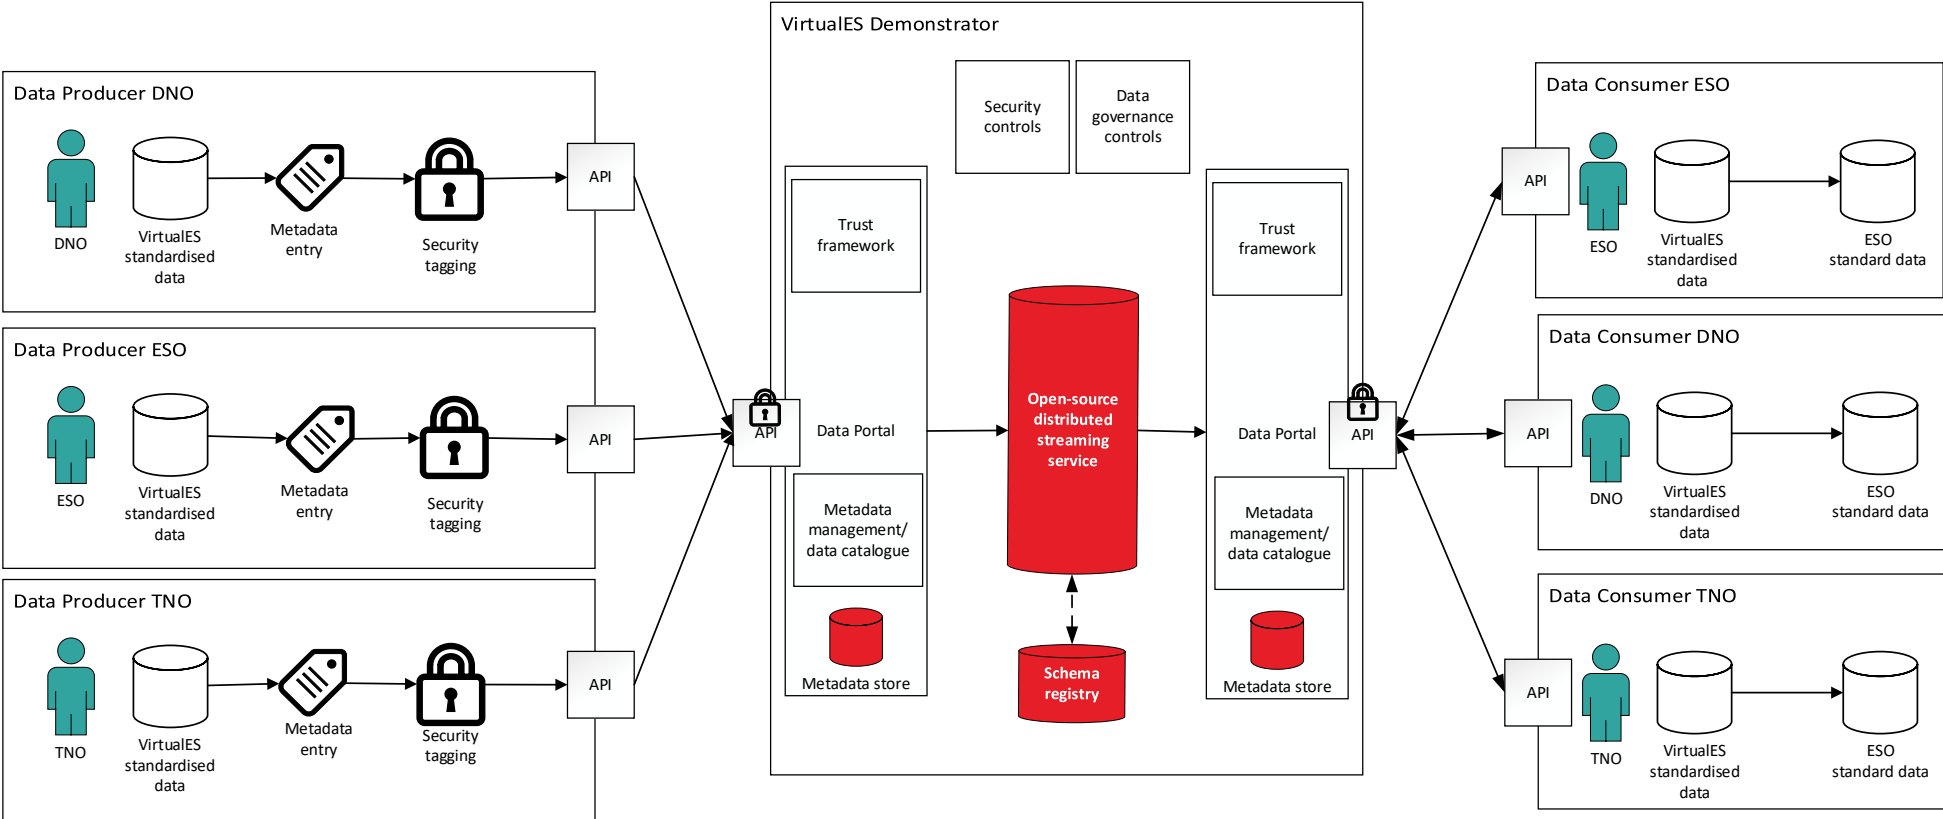 VirtualES Demonstrator
Data Producer DNO
DNO
VirtualES
standardised
data
Metadata
entry
Security
tagging
API
Data Producer ESO
ESO
VirtualES
standardised
data
Metadata
entry
Security
tagging
API
Data Producer TNO
TNO
VirtualES
standardised
data
Metadata
entry
Security
tagging
API
API
Security
controls
Data
governance
controls
Trust
framework
Data Portal
Metadata
management/
data catalogue
Metadata store
Open-source
distributed
streaming
service
Schema
registry
Trust
framework
Data Portal
Metadata
management/
data catalogue
Metadata store
API
Data Consumer ESO
API
ESO
VirtualES
standardised
data
ESO
standard data
Data Consumer DNO
API
DNO
VirtualES
standardised
data
ESO
standard data
Data Consumer TNO
API
TNO
VirtualES
standardised
data
ESO
standard data